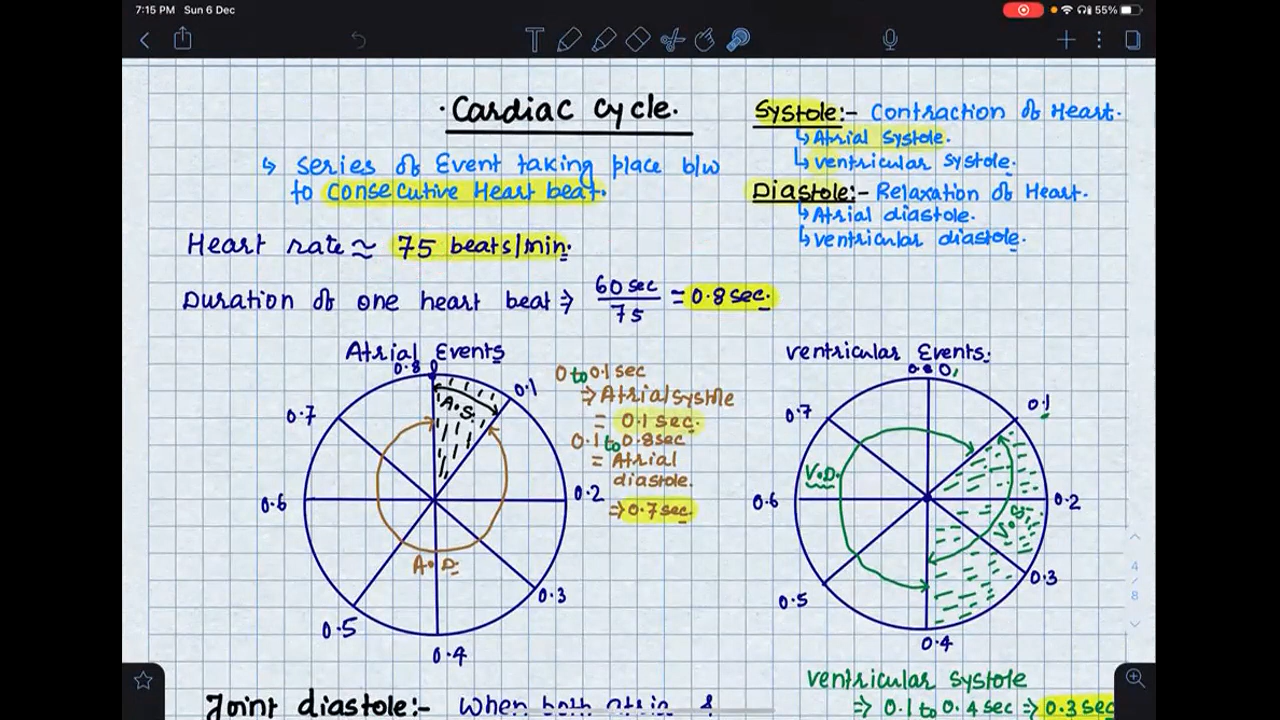 7:15 PM Sun 6 Dec
55%
· Cardiac Cycle.
↳ series of Event taking place b/w
to consecutive Heart beat.
Systole:- Contraction of Heart.
↳ Atrial systole.
↳ ventricular systole.
Diastole:- Relaxation of Heart.
↳ Atrial diastole.
↳ ventricular diastole.
Heart rate ≈ 75 beats/min.
Duration of one heart beat ⇒ 60 sec / 75 = 0.8 sec.
Atrial Events
0.8 0
0.1
0.2
0.3
0.4
0.5
0.6
0.7
A.S.
A.D.
0 to 0.1 sec
⇒ Atrial systole
= 0.1 sec.
0.1 to 0.8 sec
= Atrial
diastole.
⇒ 0.7 sec.
ventricular Events:
0.1
0.2
0.3
0.4
0.5
0.6
0.7
V.D.
V.S.
ventricular systole
⇒ 0.1 to 0.4 sec ⇒ 0.3 sec
Joint diastole:- When both atria &
4
/
8